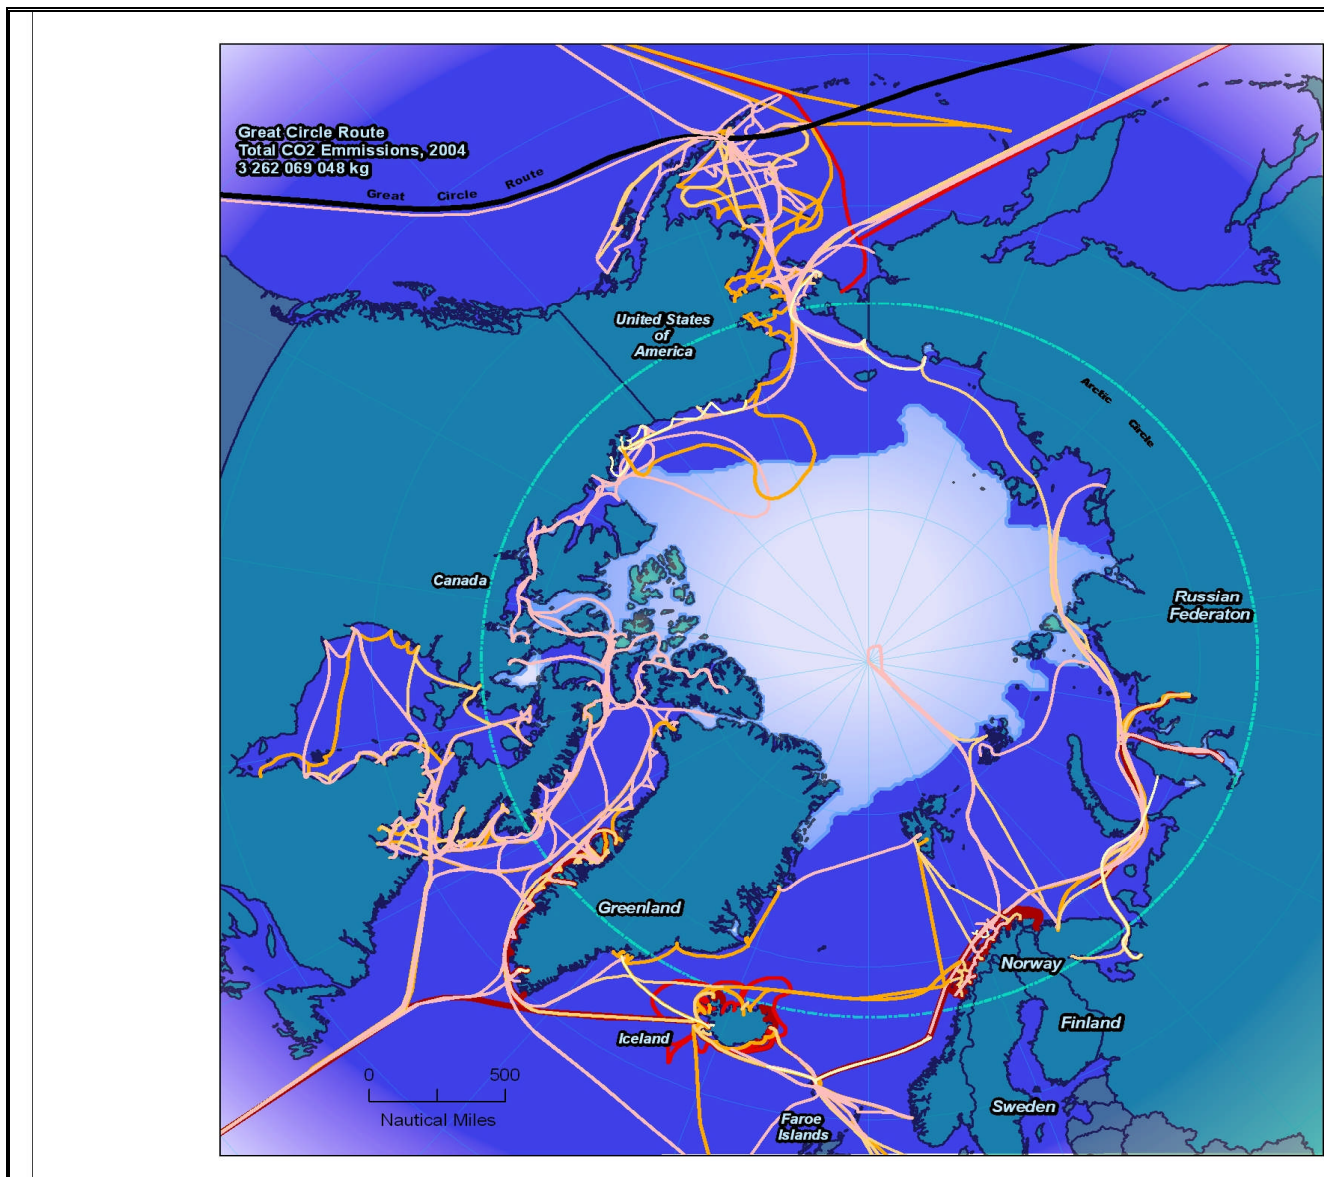 Great Circle Route
Total CO2 Emmissions, 2004
3 262 069 048 kg
Great Circle Route
United States
of
America
Arctic Circle
Canada
Russian
Federaton
Greenland
Norway
Iceland
Finland
0 500
Nautical Miles
Sweden
Faroe
Islands